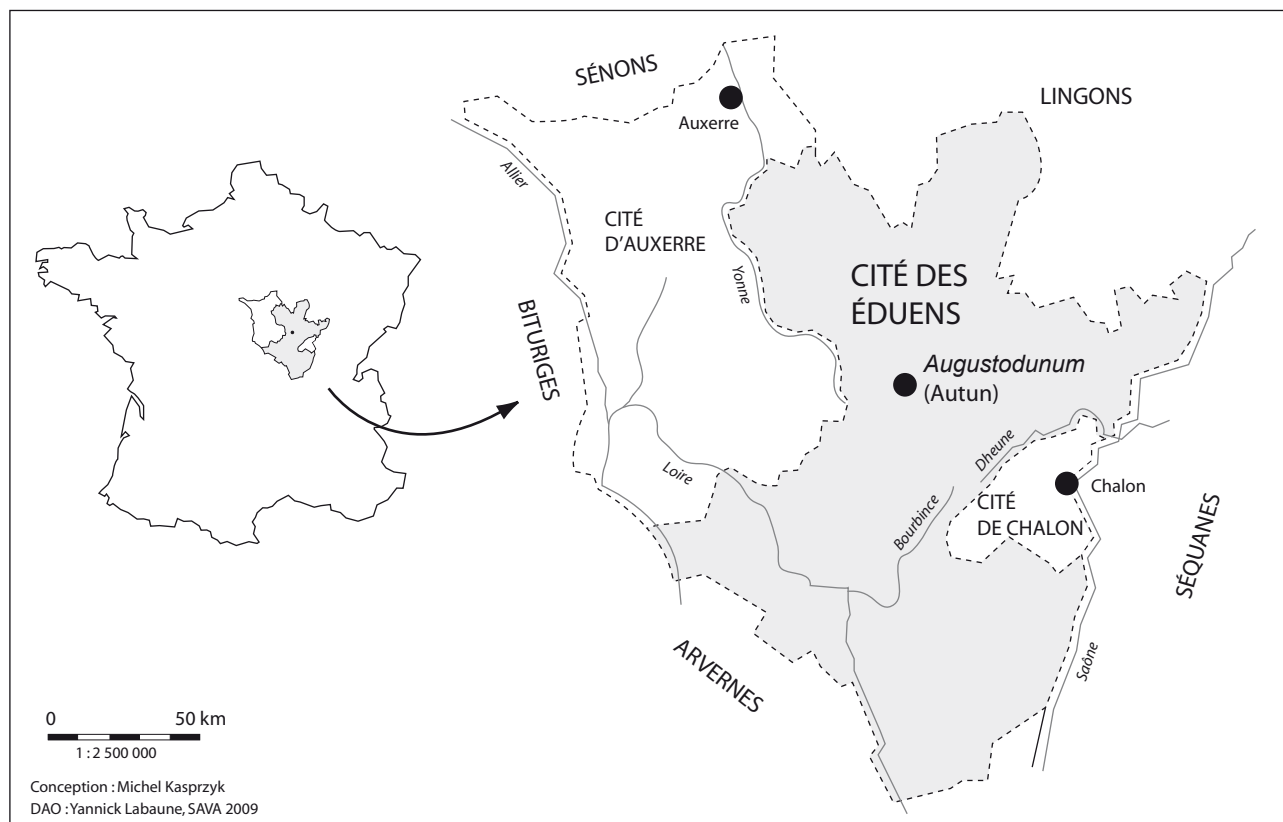 SÉNONS
LINGONS
Auxerre
Allier
CITÉ
D'AUXERRE
Yonne
CITÉ DES
ÉDUENS
BITURIGES
Augustodunum
(Autun)
Dheune
Loire
Chalon
Bourbince
CITÉ
DE CHALON
SÉQUANES
ARVERNES
Saône
0 50 km
1 : 2 500 000
Conception : Michel Kasprzyk
DAO : Yannick Labaune, SAVA 2009